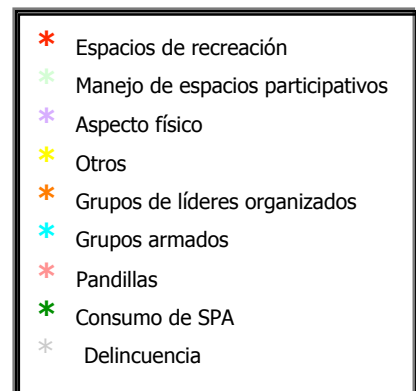 * Espacios de recreación
* Manejo de espacios participativos
* Aspecto físico
* Otros
* Grupos de líderes organizados
* Grupos armados
* Pandillas
* Consumo de SPA
* Delincuencia